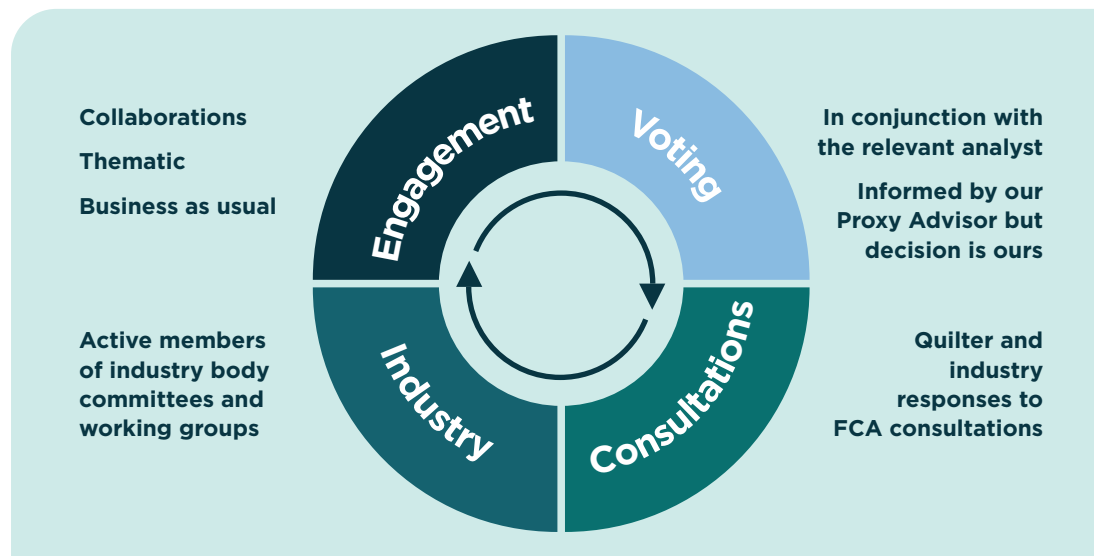 Engagement
Collaborations
Thematic
Business as usual
Voting
In conjunction with
the relevant analyst
Informed by our
Proxy Advisor but
decision is ours
Industry
Active members
of industry body
committees and
working groups
Consultations
Quilter and
industry
responses to
FCA consultations